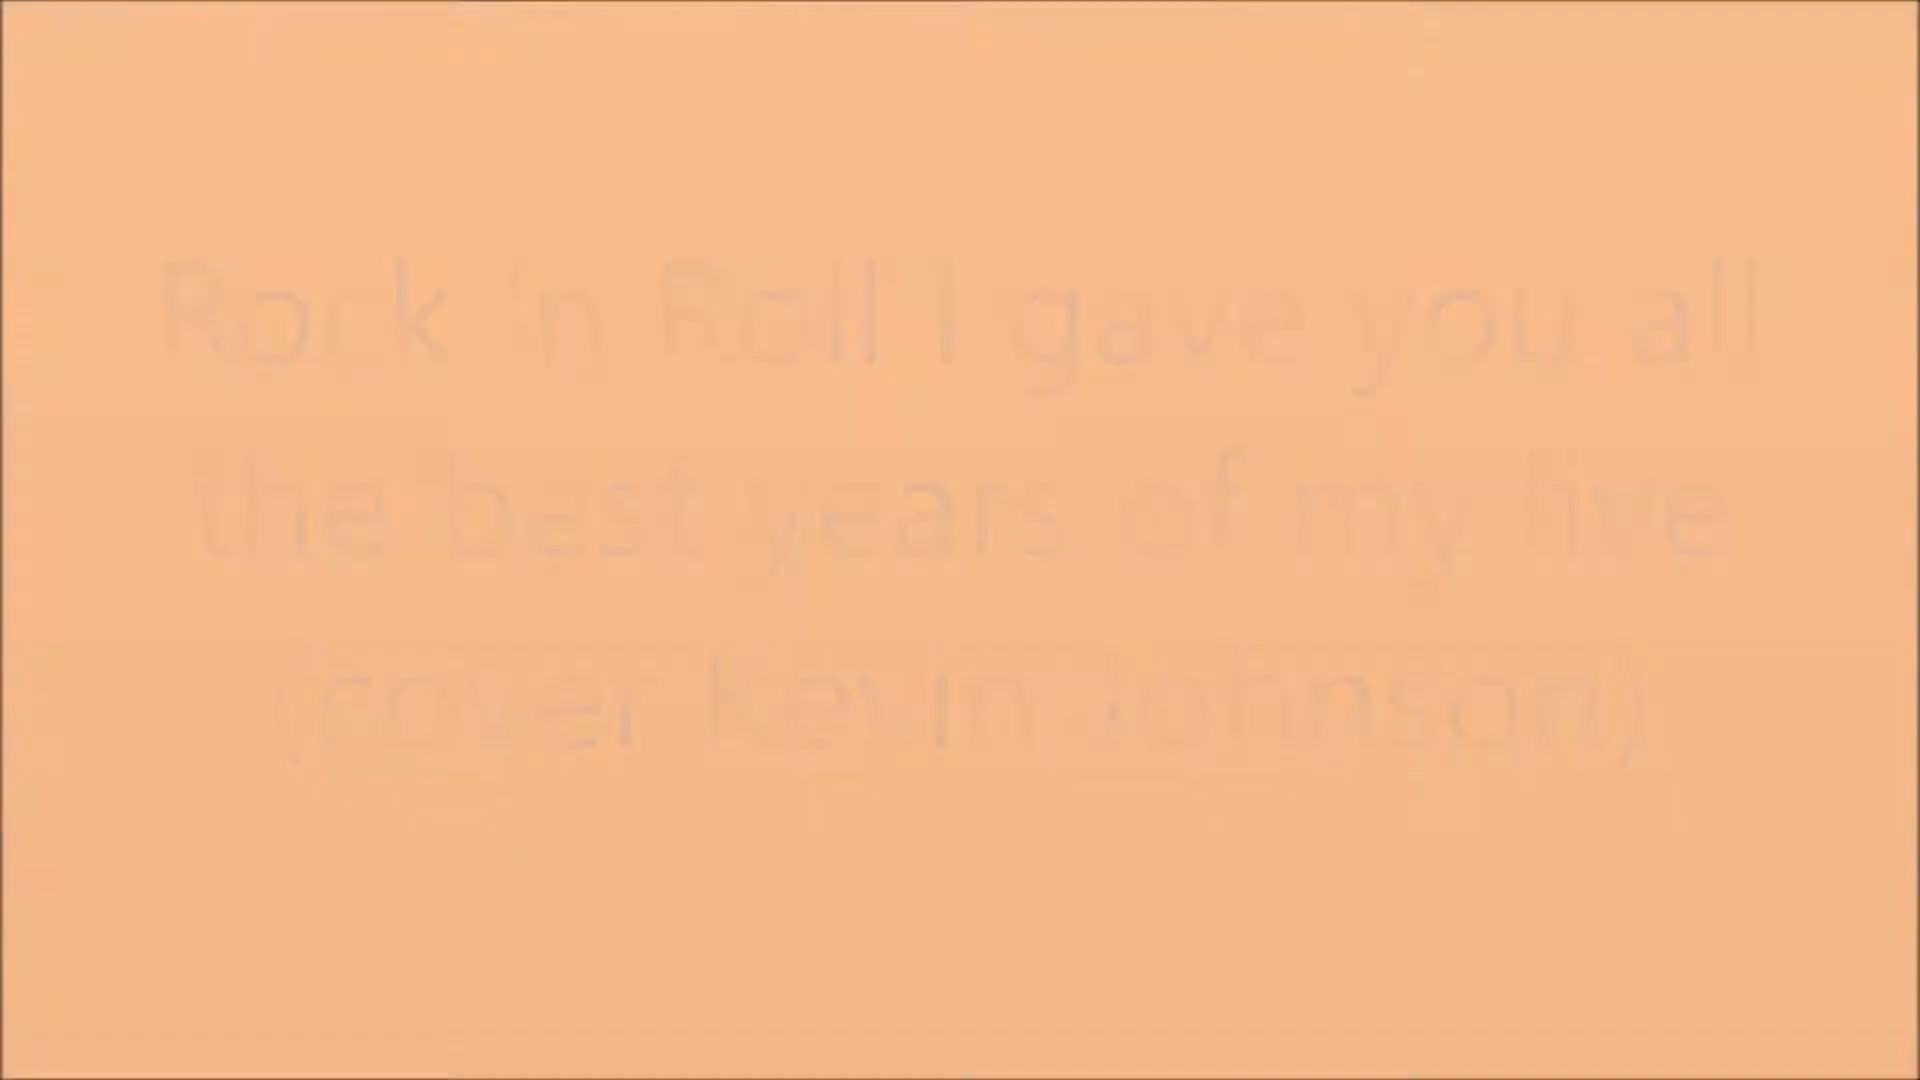 Rock 'n Roll I gave you all
the best years of my live
(cover Kevin Johnson)